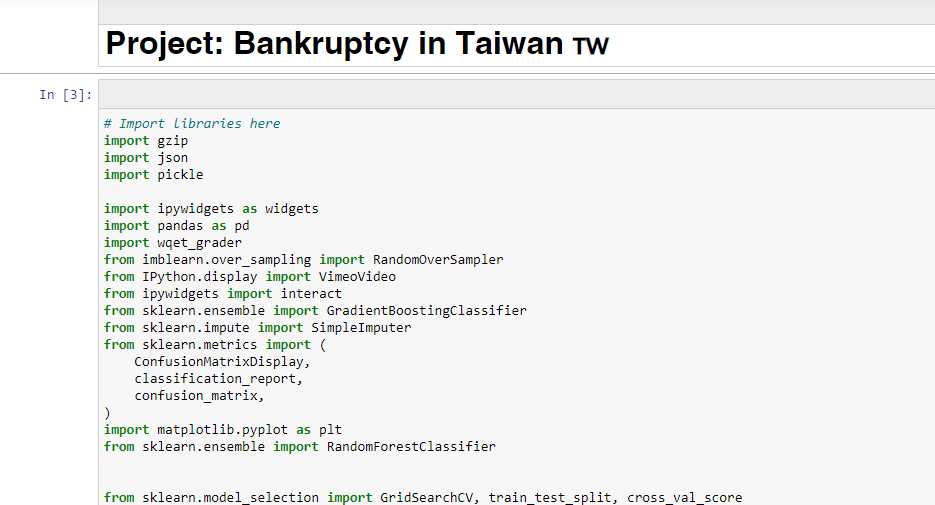 Project: Bankruptcy in Taiwan TW
In [3]:
# Import libraries here
import gzip
import json
import pickle
import ipywidgets as widgets
import pandas as pd
import wqet_grader
from imblearn.over_sampling import RandomOverSampler
from IPython.display import VimeoVideo
from ipywidgets import interact
from sklearn.ensemble import GradientBoostingClassifier
from sklearn.impute import SimpleImputer
from sklearn.metrics import (
    ConfusionMatrixDisplay,
    classification_report,
    confusion_matrix,
)
import matplotlib.pyplot as plt
from sklearn.ensemble import RandomForestClassifier
from sklearn.model_selection import GridSearchCV, train_test_split, cross_val_score